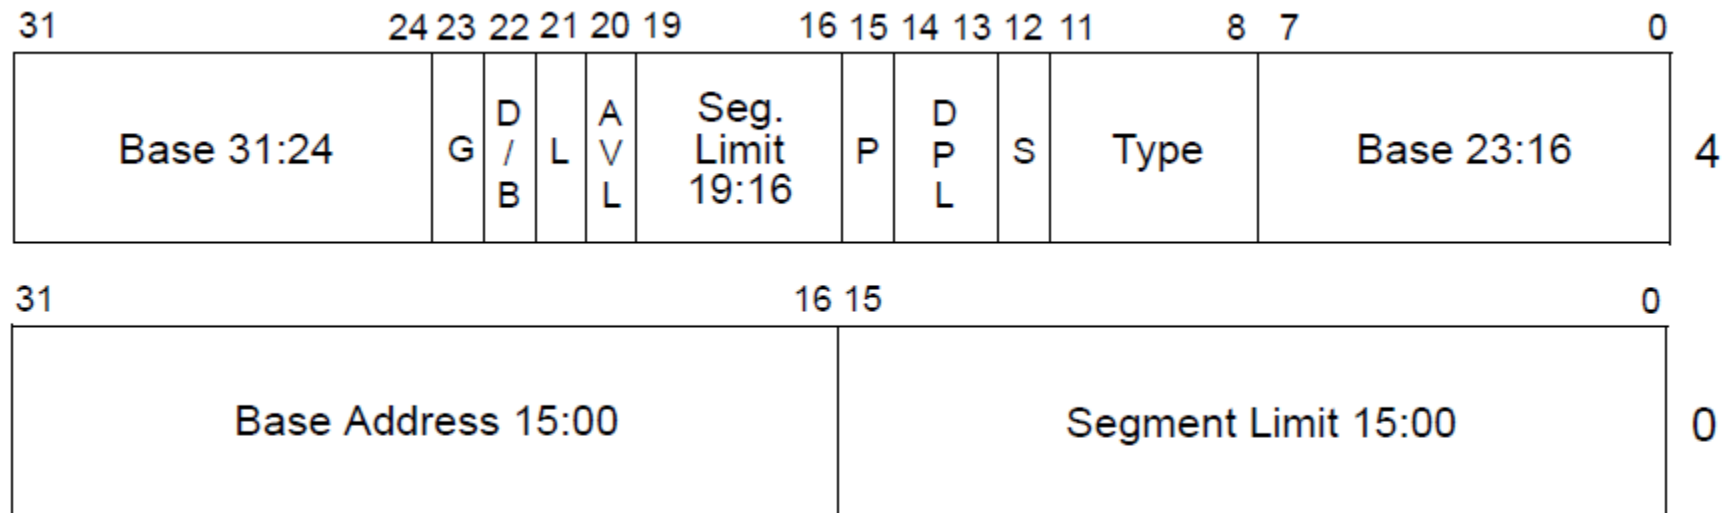 31 24 23 22 21 20 19 16 15 14 13 12 11 8 7 0
Base 31:24 G D/B L AVL Seg. Limit 19:16 P DPL S Type Base 23:16 4
31 16 15 0
Base Address 15:00 Segment Limit 15:00 0